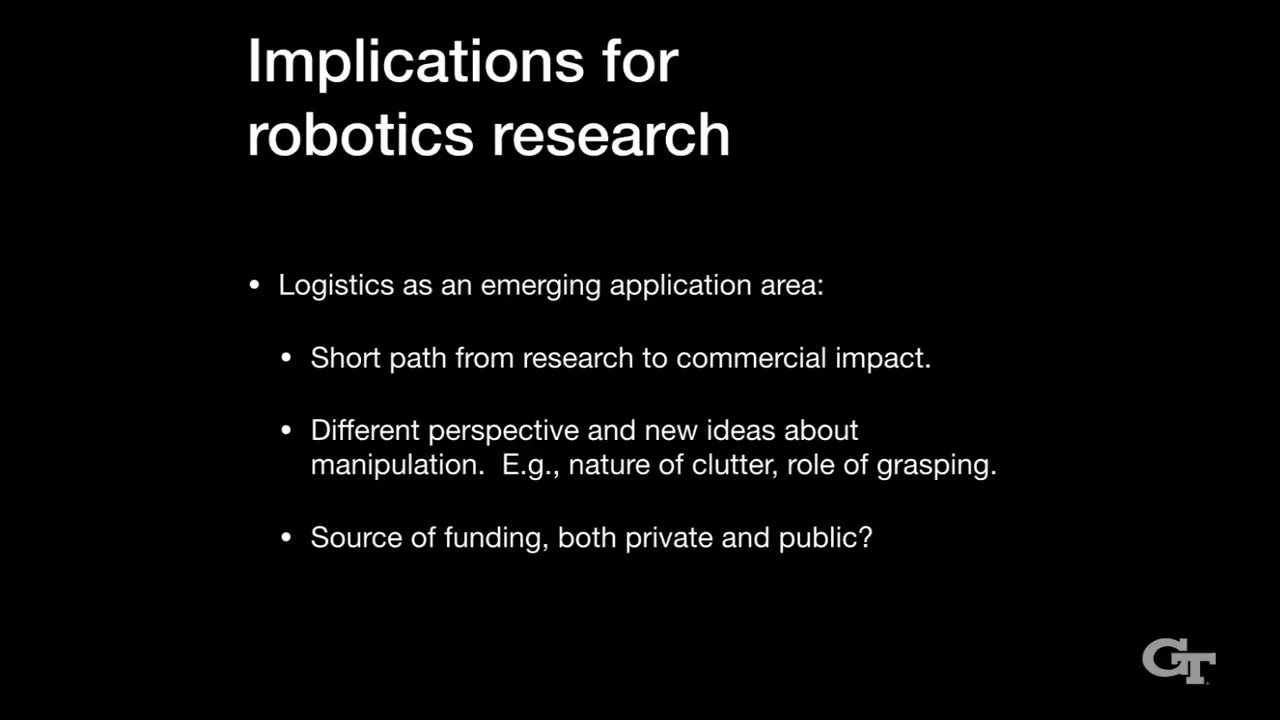 Implications for
robotics research
• Logistics as an emerging application area:
• Short path from research to commercial impact.
• Different perspective and new ideas about
manipulation.  E.g., nature of clutter, role of grasping.
• Source of funding, both private and public?
GT